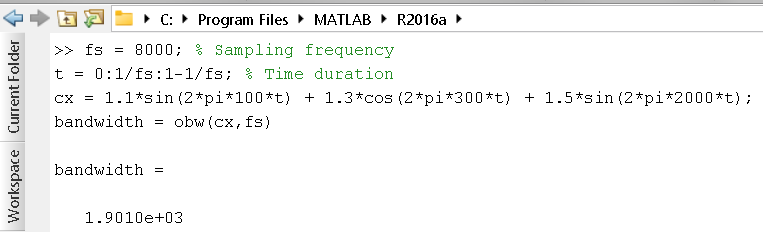 C: Program Files MATLAB R2016a
Current Folder
Workspace
>> fs = 8000; % Sampling frequency
t = 0:1/fs:1-1/fs; % Time duration
cx = 1.1*sin(2*pi*100*t) + 1.3*cos(2*pi*300*t) + 1.5*sin(2*pi*2000*t);
bandwidth = obw(cx,fs)
bandwidth =
1.9010e+03